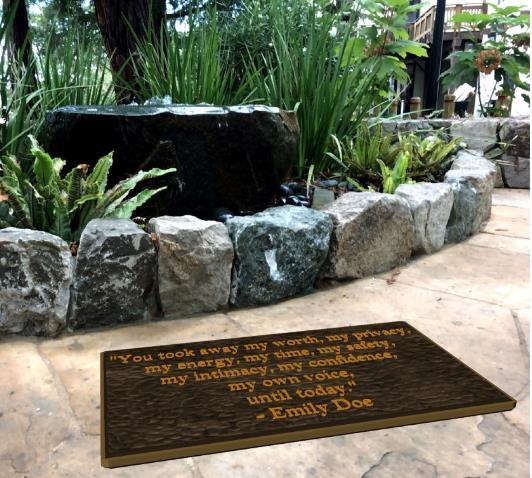 "You took away my worth, my privacy,
my energy, my time, my safety,
my intimacy, my confidence,
my own voice,
until today."
- Emily Doe